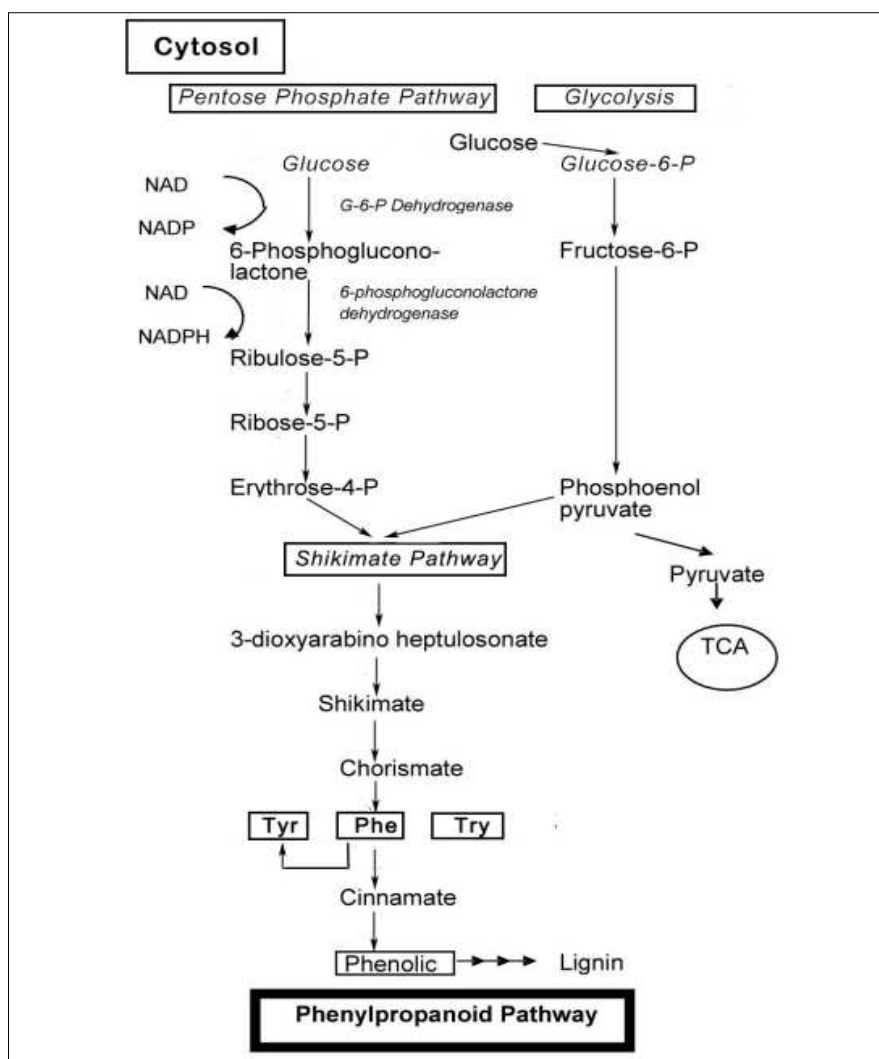 Cytosol
Pentose Phosphate Pathway
Glycolysis
Glucose
Glucose
Glucose-6-P
NAD
G-6-P Dehydrogenase
NADP
6-Phosphoglucono-
lactone
Fructose-6-P
NAD
6-phosphogluconolactone
dehydrogenase
NADPH
Ribulose-5-P
Ribose-5-P
Erythrose-4-P
Phosphoenol
pyruvate
Shikimate Pathway
Pyruvate
3-dioxyarabino heptulosonate
TCA
Shikimate
Chorismate
Tyr
Phe
Try
Cinnamate
Phenolic
Lignin
Phenylpropanoid Pathway